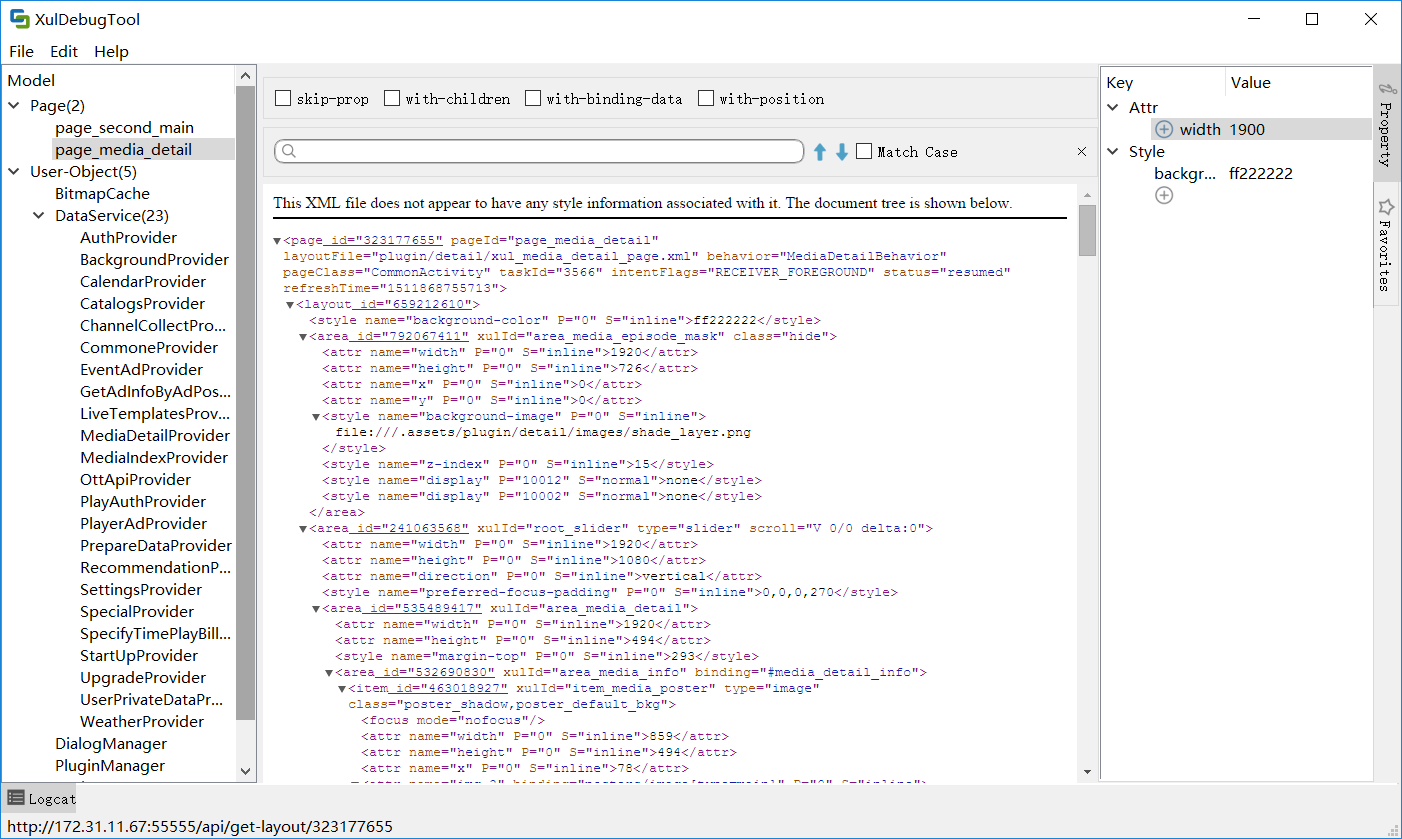 XulDebugTool
File Edit Help
Model
Page(2)
page_second_main
page_media_detail
User-Object(5)
BitmapCache
DataService(23)
AuthProvider
BackgroundProvider
CalendarProvider
CatalogsProvider
ChannelCollectPro...
CommoneProvider
EventAdProvider
GetAdInfoByAdPos...
LiveTemplatesProv...
MediaDetailProvider
MediaIndexProvider
OttApiProvider
PlayAuthProvider
PlayerAdProvider
PrepareDataProvider
RecommendationP...
SettingsProvider
SpecialProvider
SpecifyTimePlayBill...
StartUpProvider
UpgradeProvider
UserPrivateDataPr...
WeatherProvider
DialogManager
PluginManager
skip-prop with-children with-binding-data with-position
Match Case
This XML file does not appear to have any style information associated with it. The document tree is shown below.
<page id="323177655" pageId="page_media_detail"
layoutFile="plugin/detail/xul_media_detail_page.xml" behavior="MediaDetailBehavior"
pageClass="CommonActivity" taskId="3566" intentFlags="RECEIVER_FOREGROUND" status="resumed"
refreshTime="1511868755713">
<layout id="659212610">
<style name="background-color" P="0" S="inline">ff222222</style>
<area id="792067411" xulId="area_media_episode_mask" class="hide">
<attr name="width" P="0" S="inline">1920</attr>
<attr name="height" P="0" S="inline">726</attr>
<attr name="x" P="0" S="inline">0</attr>
<attr name="y" P="0" S="inline">0</attr>
<style name="background-image" P="0" S="inline">
file:///.assets/plugin/detail/images/shade_layer.png
</style>
<style name="z-index" P="0" S="inline">15</style>
<style name="display" P="10012" S="normal">none</style>
<style name="display" P="10002" S="normal">none</style>
</area>
<area id="241063568" xulId="root_slider" type="slider" scroll="V 0/0 delta:0">
<attr name="width" P="0" S="inline">1920</attr>
<attr name="height" P="0" S="inline">1080</attr>
<attr name="direction" P="0" S="inline">vertical</attr>
<style name="preferred-focus-padding" P="0" S="inline">0,0,0,270</style>
<area id="535489417" xulId="area_media_detail">
<attr name="width" P="0" S="inline">1920</attr>
<attr name="height" P="0" S="inline">494</attr>
<style name="margin-top" P="0" S="inline">293</style>
<area id="532690830" xulId="area_media_info" binding="#media_detail_info">
<item id="463018927" xulId="item_media_poster" type="image"
class="poster_shadow,poster_default_bkg">
<focus mode="nofocus"/>
<attr name="width" P="0" S="inline">859</attr>
<attr name="height" P="0" S="inline">494</attr>
<attr name="x" P="0" S="inline">78</attr>
Key Value
Attr
width 1900
Style
backgr... ff222222
Property
Favorites
Logcat
http://172.31.11.67:55555/api/get-layout/323177655